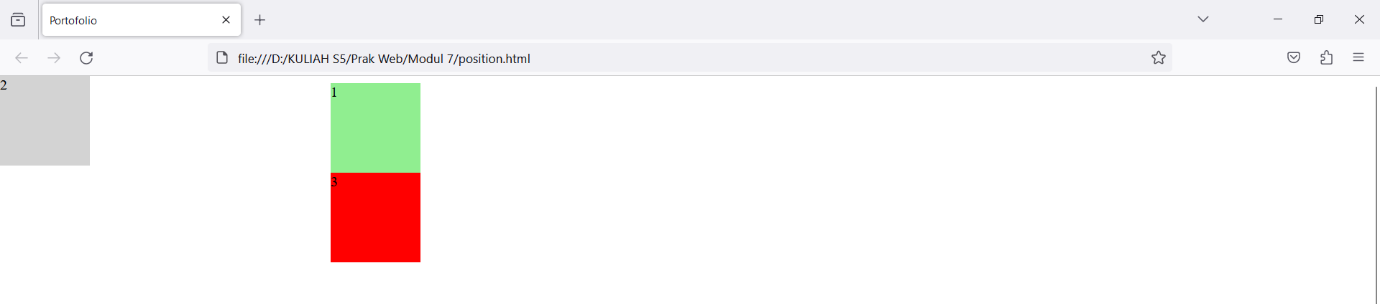 Portofolio
file:///D:/KULIAH S5/Prak Web/Modul 7/position.html
2
1
3